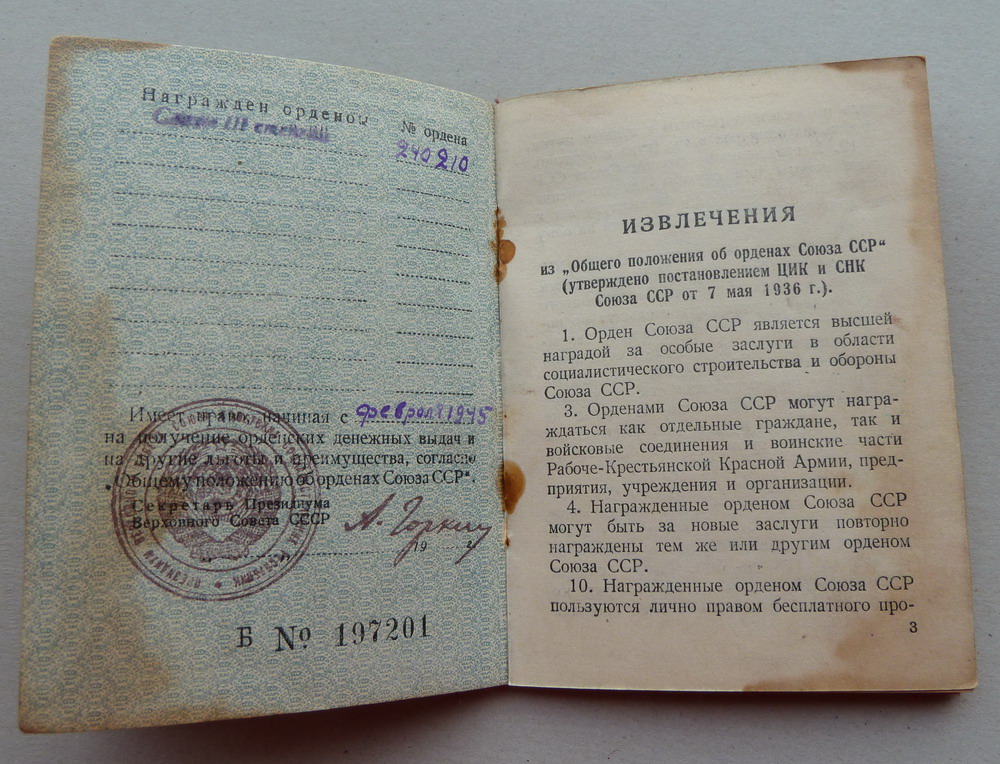 Награжден орденом
№ ордена
Славы III степени
240210
Имеет право, начиная с февраля 1945
на получение орденских денежных выдач и
на другие льготы и преимущества, согласно
„Общему положению об орденах Союза ССР“.
Секретарь Президиума
Верховного Совета СССР
А. Горкин
19 г.
Б № 197201
ИЗВЛЕЧЕНИЯ
из „Общего положения об орденах Союза ССР“
(утверждено постановлением ЦИК и СНК
Союза ССР от 7 мая 1936 г.).
1. Орден Союза ССР является высшей
наградой за особые заслуги в области
социалистического строительства и обороны
Союза ССР.
3. Орденами Союза ССР могут награ-
ждаться как отдельные граждане, так и
войсковые соединения и воинские части
Рабоче-Крестьянской Красной Армии, пред-
приятия, учреждения и организации.
4. Награжденные орденом Союза ССР
могут быть за новые заслуги повторно
награждены тем же или другим орденом
Союза ССР.
10. Награжденные орденом Союза ССР
пользуются лично правом бесплатного про-
3